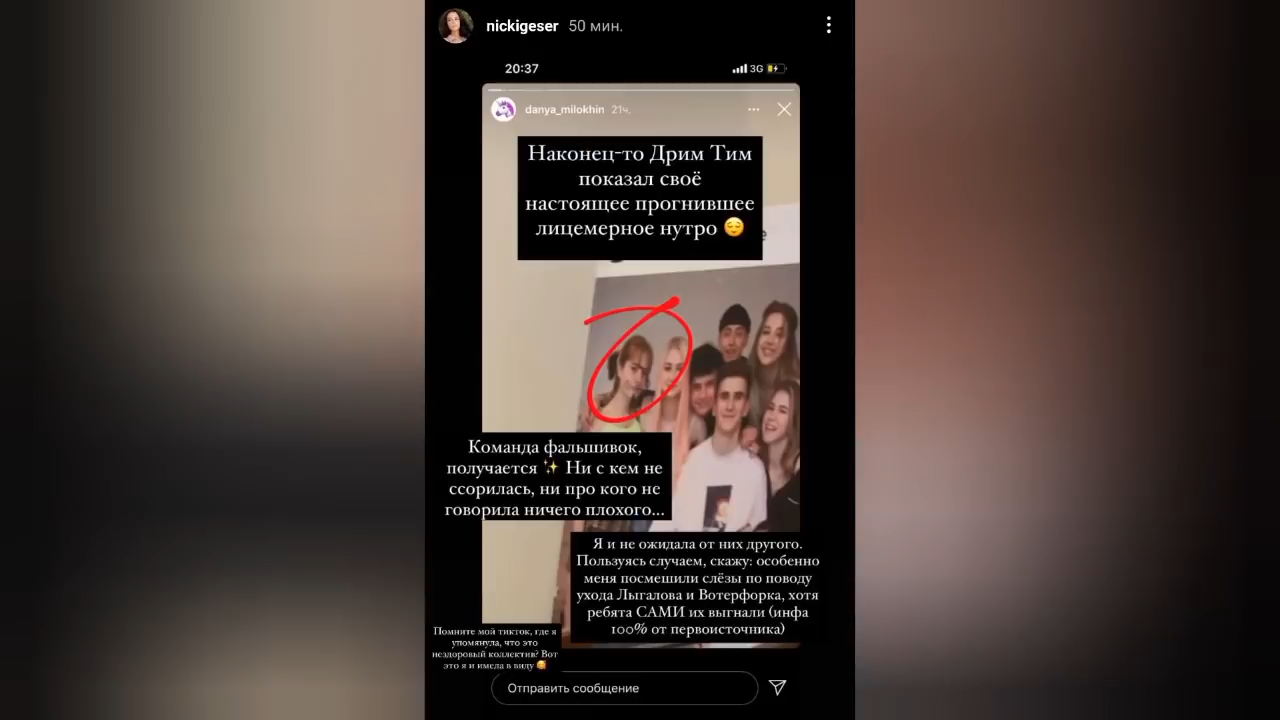 nickigeser 50 мин.
20:37 3G
danya_milokhin 21ч.
Наконец-то Дрим Тим
показал своё
настоящее прогнившее
лицемерное нутро 😌
Команда фальшивок,
получается ✨ Ни с кем не
ссорилась, ни про кого не
говорила ничего плохого...
Я и не ожидала от них другого.
Пользуясь случаем, скажу: особенно
меня посмешили слёзы по поводу
ухода Лыгалова и Вотерфорка, хотя
ребята САМИ их выгнали (инфа
100% от первоисточника)
Помните мой тикток, где я
упомянула, что это
нездоровый коллектив? Вот
это я и имела в виду 🥰
Отправить сообщение